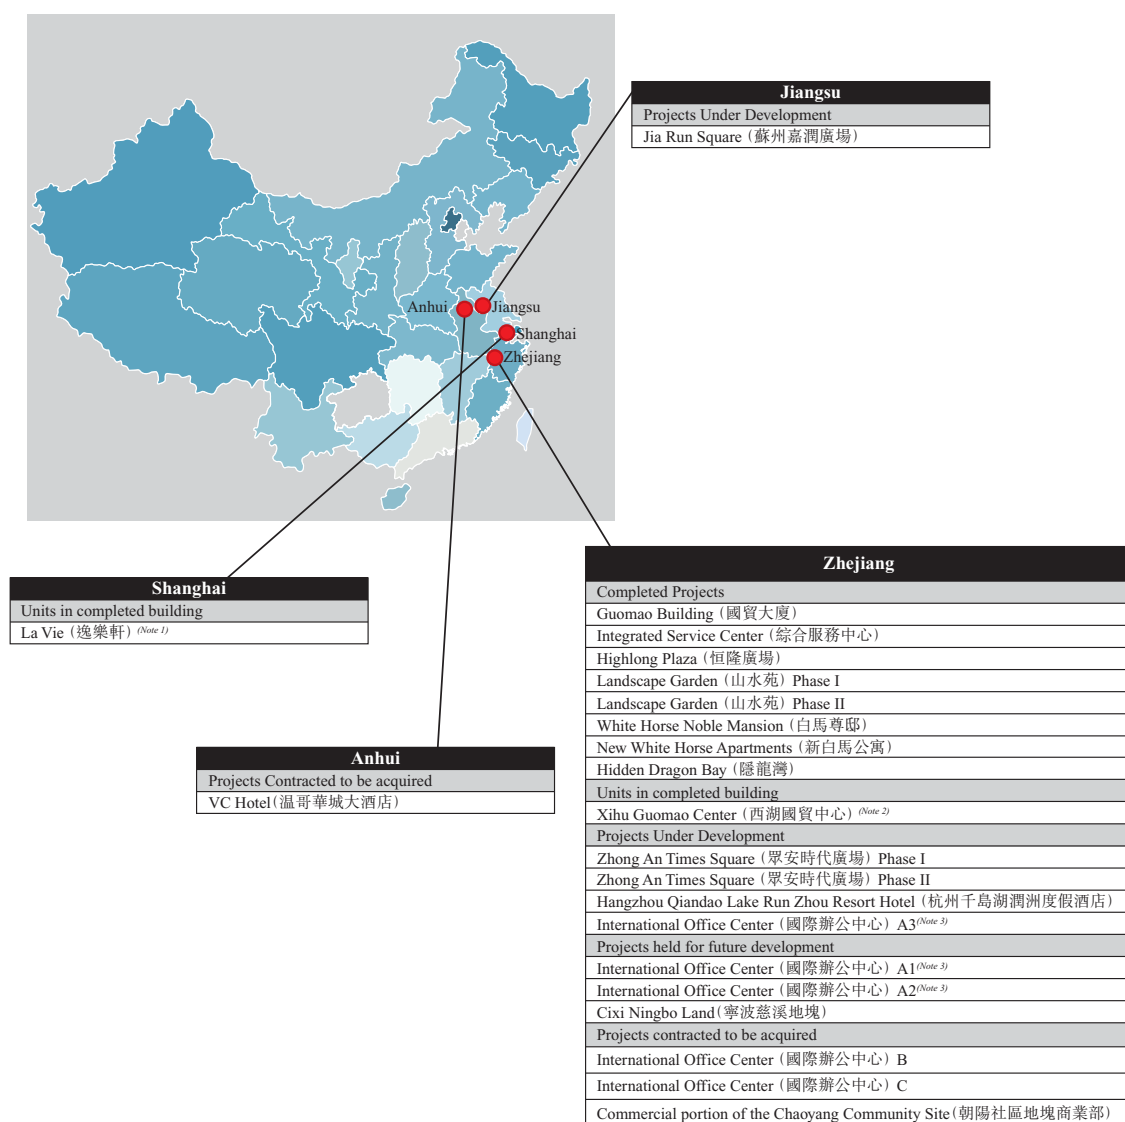 Jiangsu
Projects Under Development
Jia Run Square (蘇州嘉潤廣場)
Anhui
Jiangsu
Shanghai
Zhejiang
Shanghai
Units in completed building
La Vie (逸樂軒) (Note 1)
Anhui
Projects Contracted to be acquired
VC Hotel(温哥華城大酒店)
Zhejiang
Completed Projects
Guomao Building (國貿大廈)
Integrated Service Center (綜合服務中心)
Highlong Plaza (恒隆廣場)
Landscape Garden (山水苑) Phase I
Landscape Garden (山水苑) Phase II
White Horse Noble Mansion (白馬尊邸)
New White Horse Apartments (新白馬公寓)
Hidden Dragon Bay (隱龍灣)
Units in completed building
Xihu Guomao Center (西湖國貿中心) (Note 2)
Projects Under Development
Zhong An Times Square (眾安時代廣場) Phase I
Zhong An Times Square (眾安時代廣場) Phase II
Hangzhou Qiandao Lake Run Zhou Resort Hotel (杭州千島湖潤洲度假酒店)
International Office Center (國際辦公中心) A3(Note 3)
Projects held for future development
International Office Center (國際辦公中心) A1(Note 3)
International Office Center (國際辦公中心) A2(Note 3)
Cixi Ningbo Land(寧波慈溪地塊)
Projects contracted to be acquired
International Office Center (國際辦公中心) B
International Office Center (國際辦公中心) C
Commercial portion of the Chaoyang Community Site(朝陽社區地塊商業部)